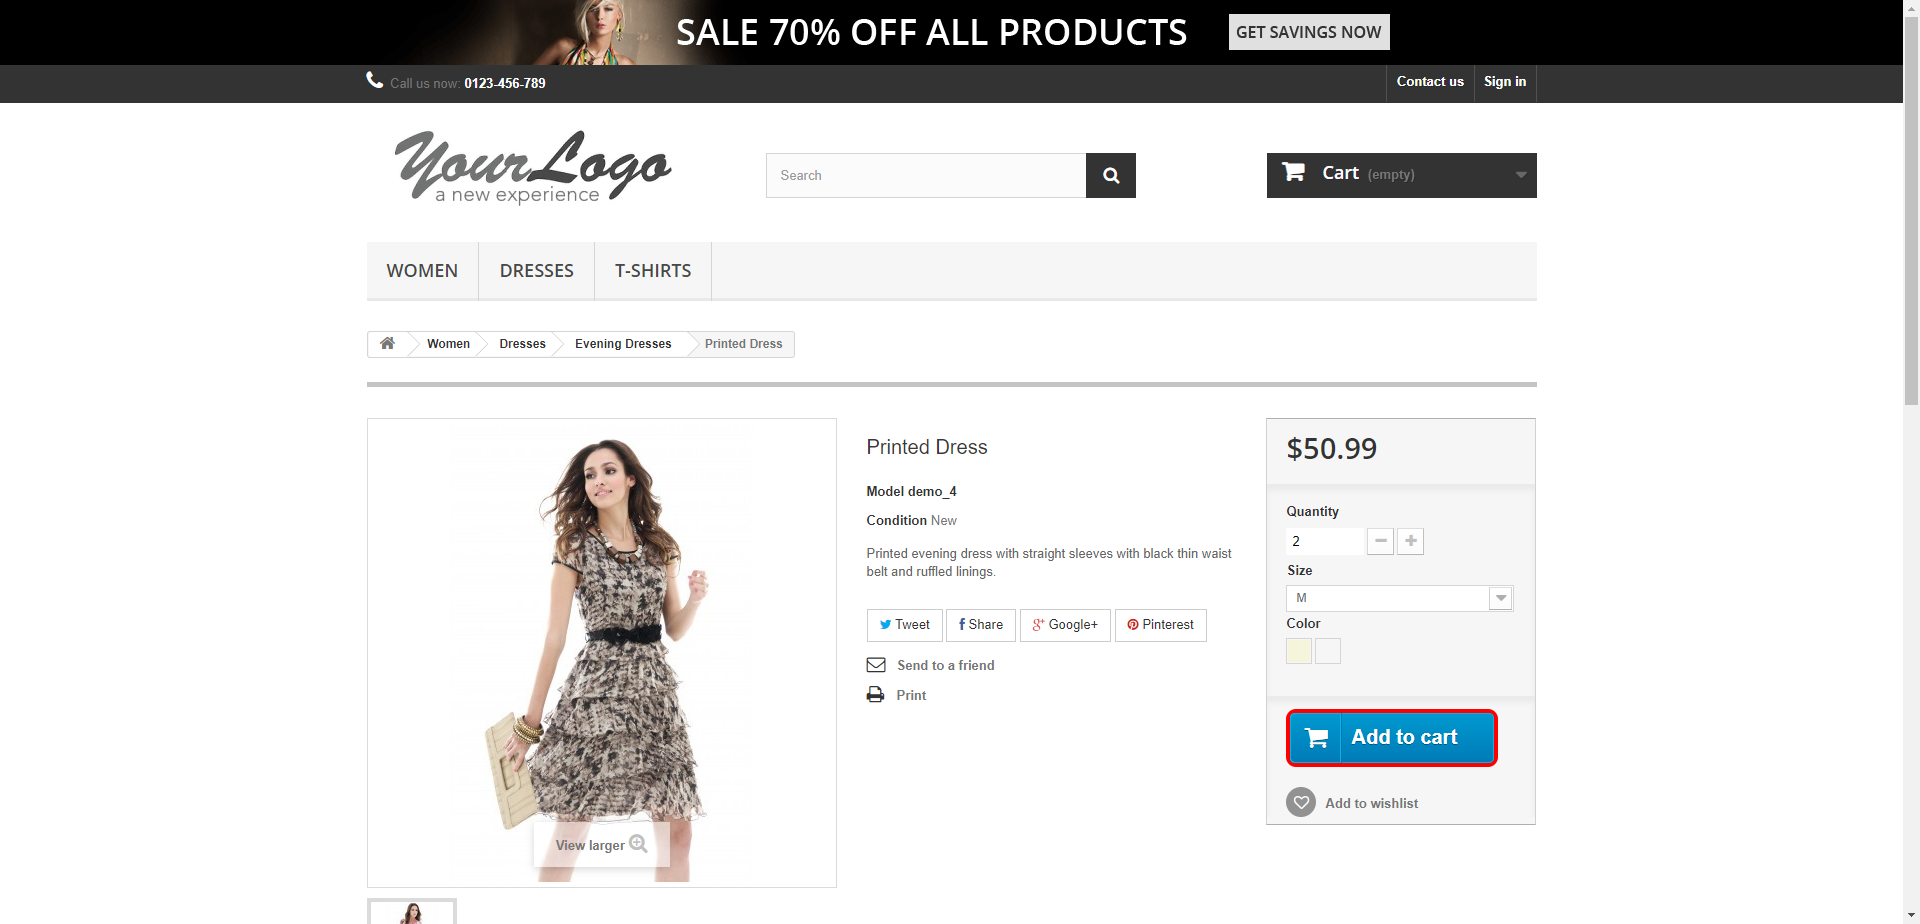 SALE 70% OFF ALL PRODUCTS
GET SAVINGS NOW
Call us now: 0123-456-789
Contact us
Sign in
YourLogo
a new experience
Search
Cart (empty)
WOMEN
DRESSES
T-SHIRTS
Women
Dresses
Evening Dresses
Printed Dress
View larger
Printed Dress
Model demo_4
Condition New
Printed evening dress with straight sleeves with black thin waist
belt and ruffled linings.
Tweet
Share
Google+
Pinterest
Send to a friend
Print
$50.99
Quantity
2
Size
M
Color
Add to cart
Add to wishlist